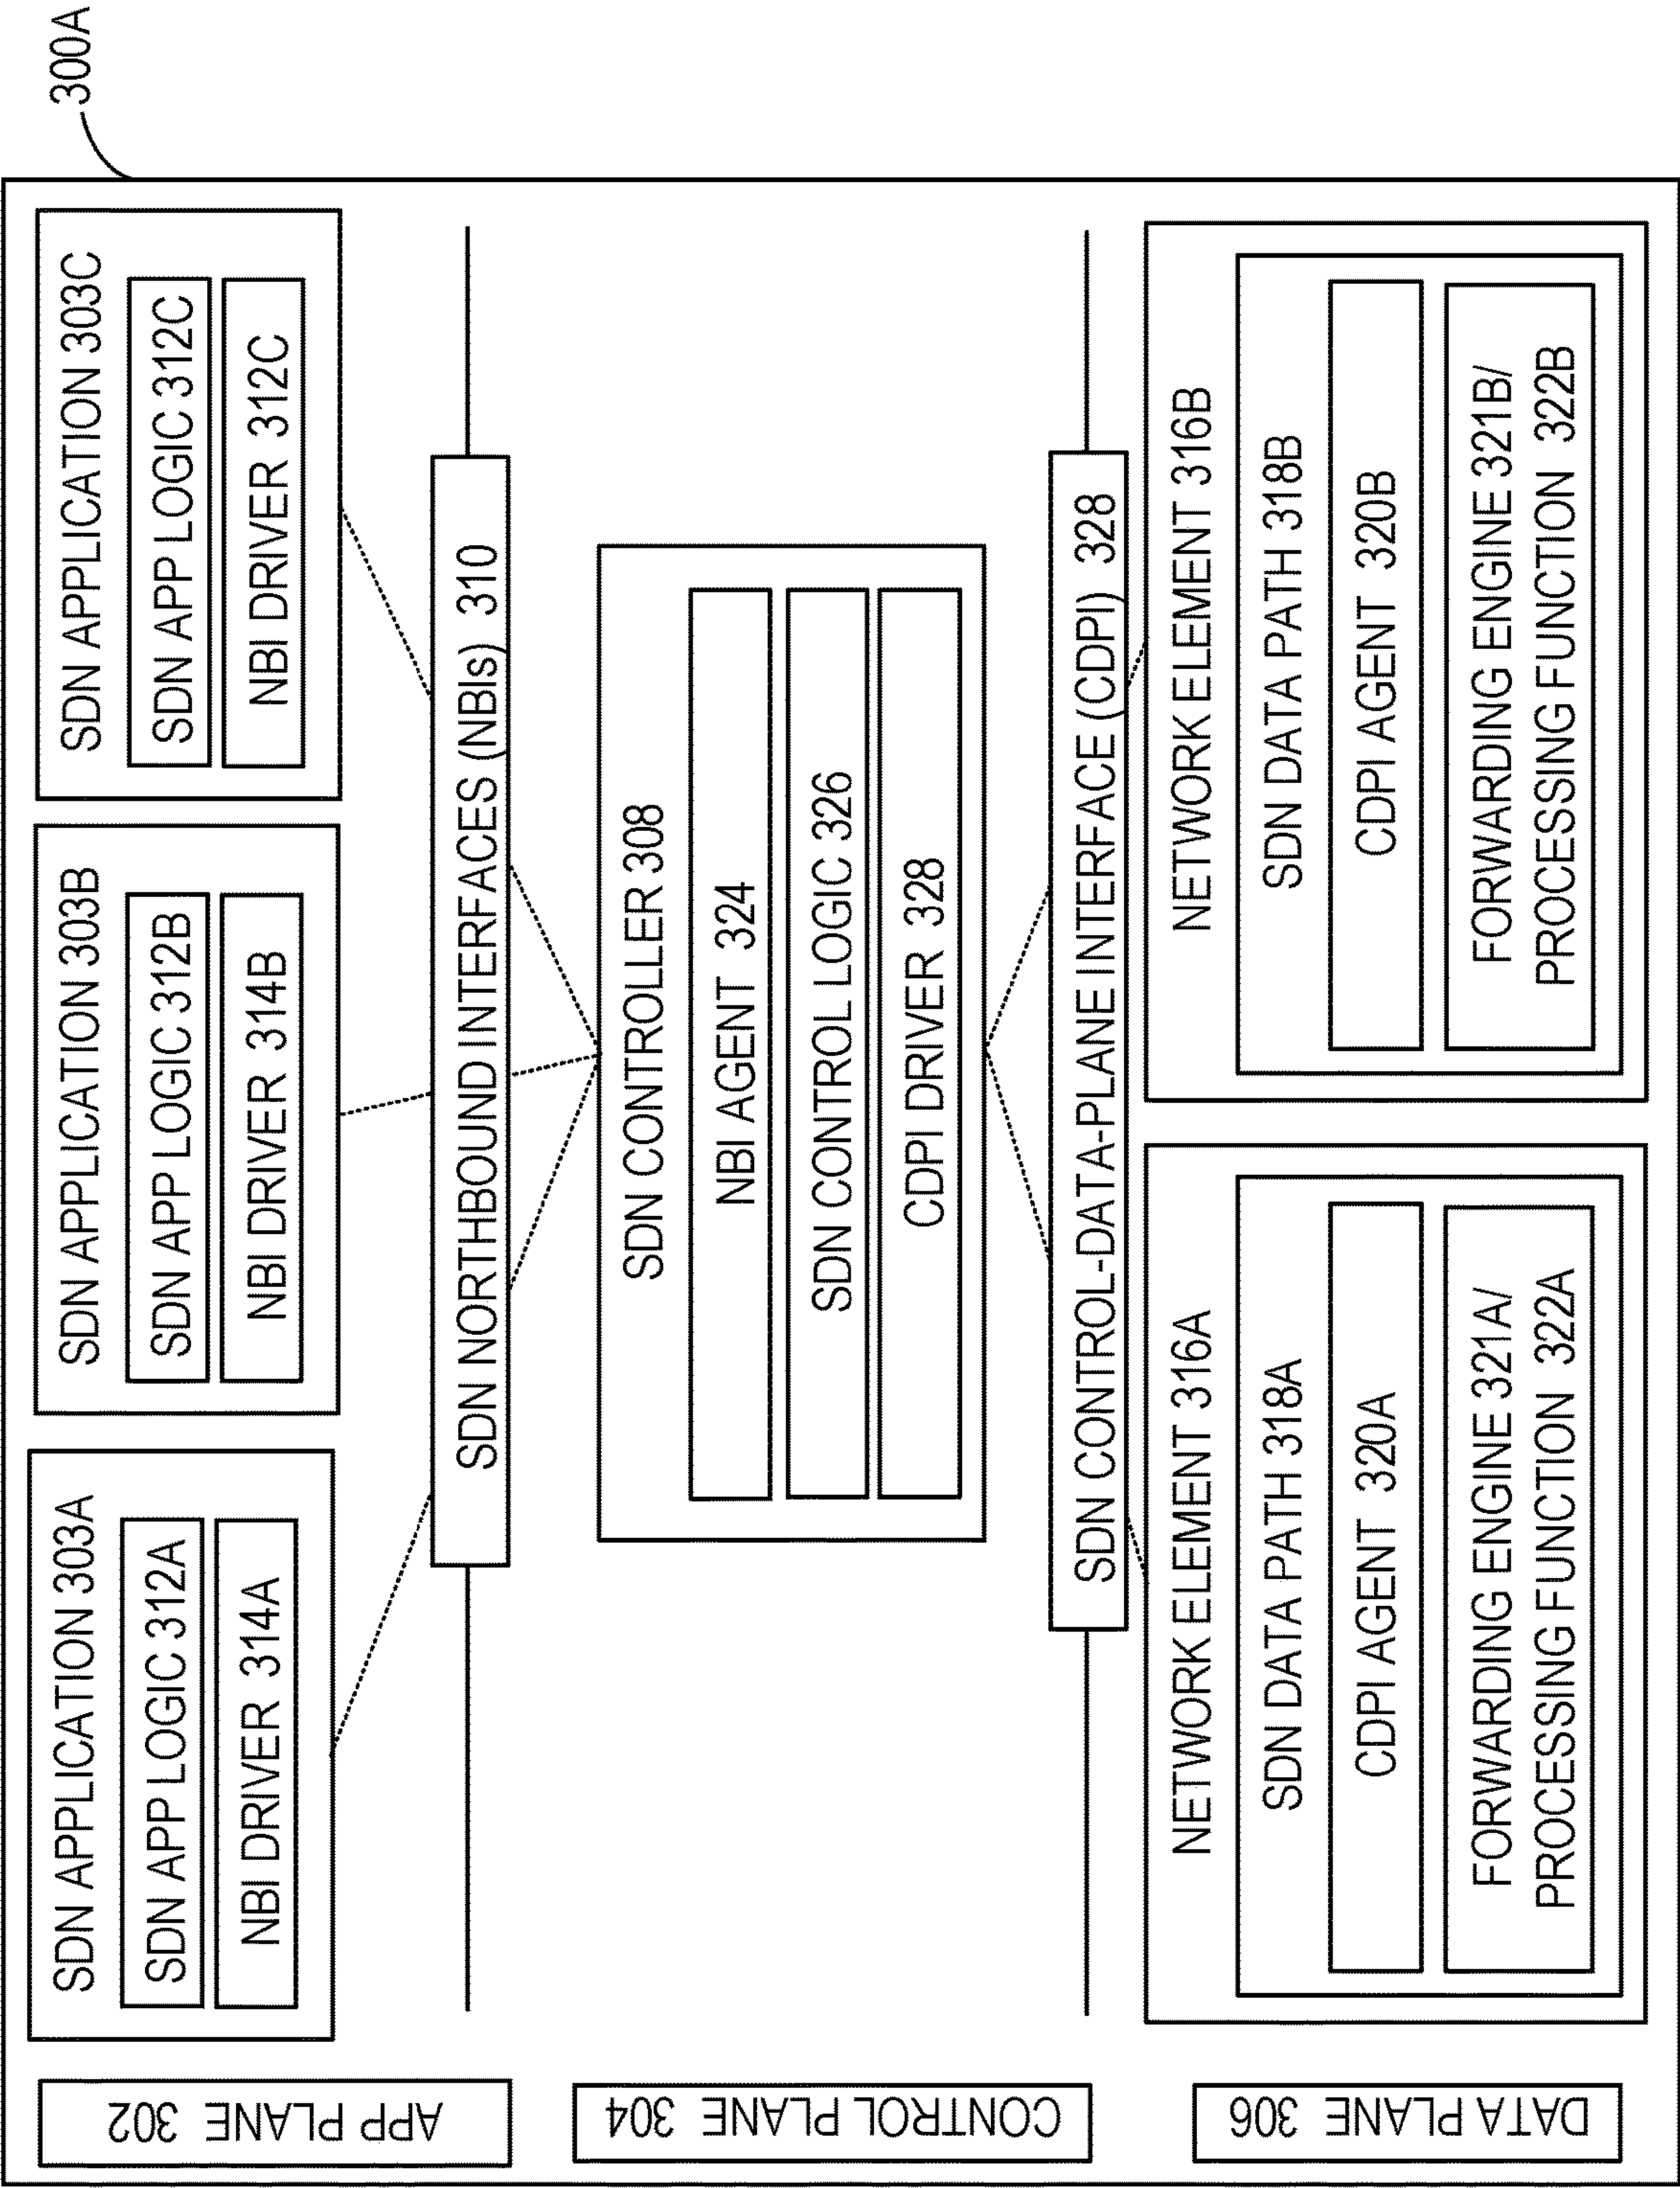 300A
APP PLANE 302
SDN APPLICATION 303A
SDN APP LOGIC 312A
NBI DRIVER 314A
SDN APPLICATION 303B
SDN APP LOGIC 312B
NBI DRIVER 314B
SDN APPLICATION 303C
SDN APP LOGIC 312C
NBI DRIVER 312C
SDN NORTHBOUND INTERFACES (NBIs) 310
CONTROL PLANE 304
SDN CONTROLLER 308
NBI AGENT 324
SDN CONTROL LOGIC 326
CDPI DRIVER 328
SDN CONTROL-DATA-PLANE INTERFACE (CDPI) 328
DATA PLANE 306
NETWORK ELEMENT 316A
SDN DATA PATH 318A
CDPI AGENT 320A
FORWARDING ENGINE 321A/
PROCESSING FUNCTION 322A
NETWORK ELEMENT 316B
SDN DATA PATH 318B
CDPI AGENT 320B
FORWARDING ENGINE 321B/
PROCESSING FUNCTION 322B